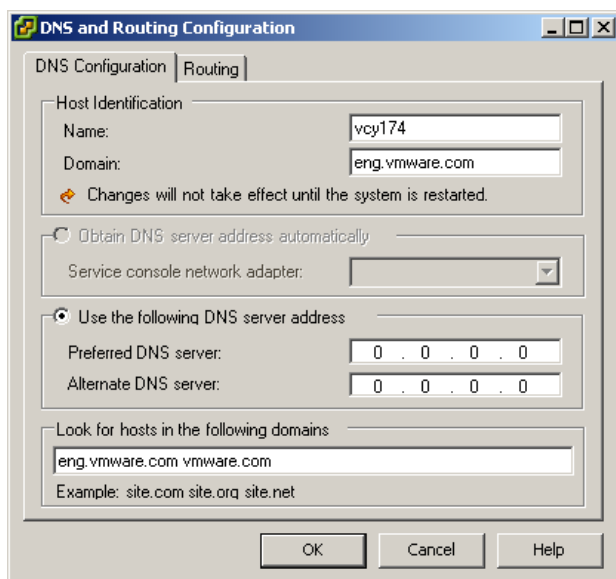 DNS and Routing Configuration
DNS Configuration Routing
Host Identification
Name: vcy174
Domain: eng.vmware.com
Changes will not take effect until the system is restarted.
Obtain DNS server address automatically
Service console network adapter:
Use the following DNS server address
Preferred DNS server: 0 . 0 . 0 . 0
Alternate DNS server: 0 . 0 . 0 . 0
Look for hosts in the following domains
eng.vmware.com vmware.com
Example: site.com site.org site.net
OK Cancel Help